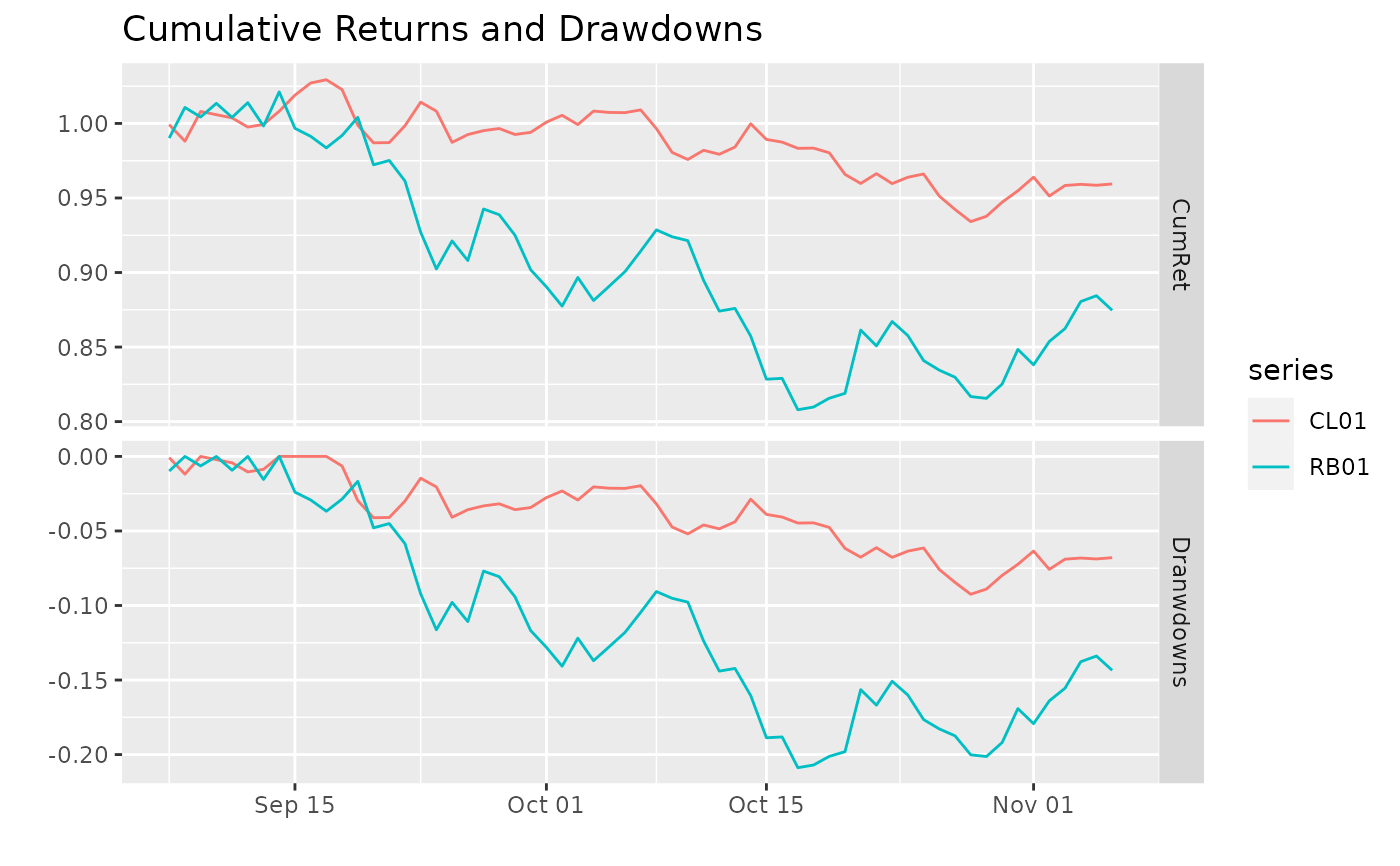 Cumulative Returns and Drawdowns
1.00
0.95
0.90
0.85
0.80
CumRet
0.00
-0.05
-0.10
-0.15
-0.20
Dranwdowns
Sep 15
Oct 01
Oct 15
Nov 01
series
CL01
RB01